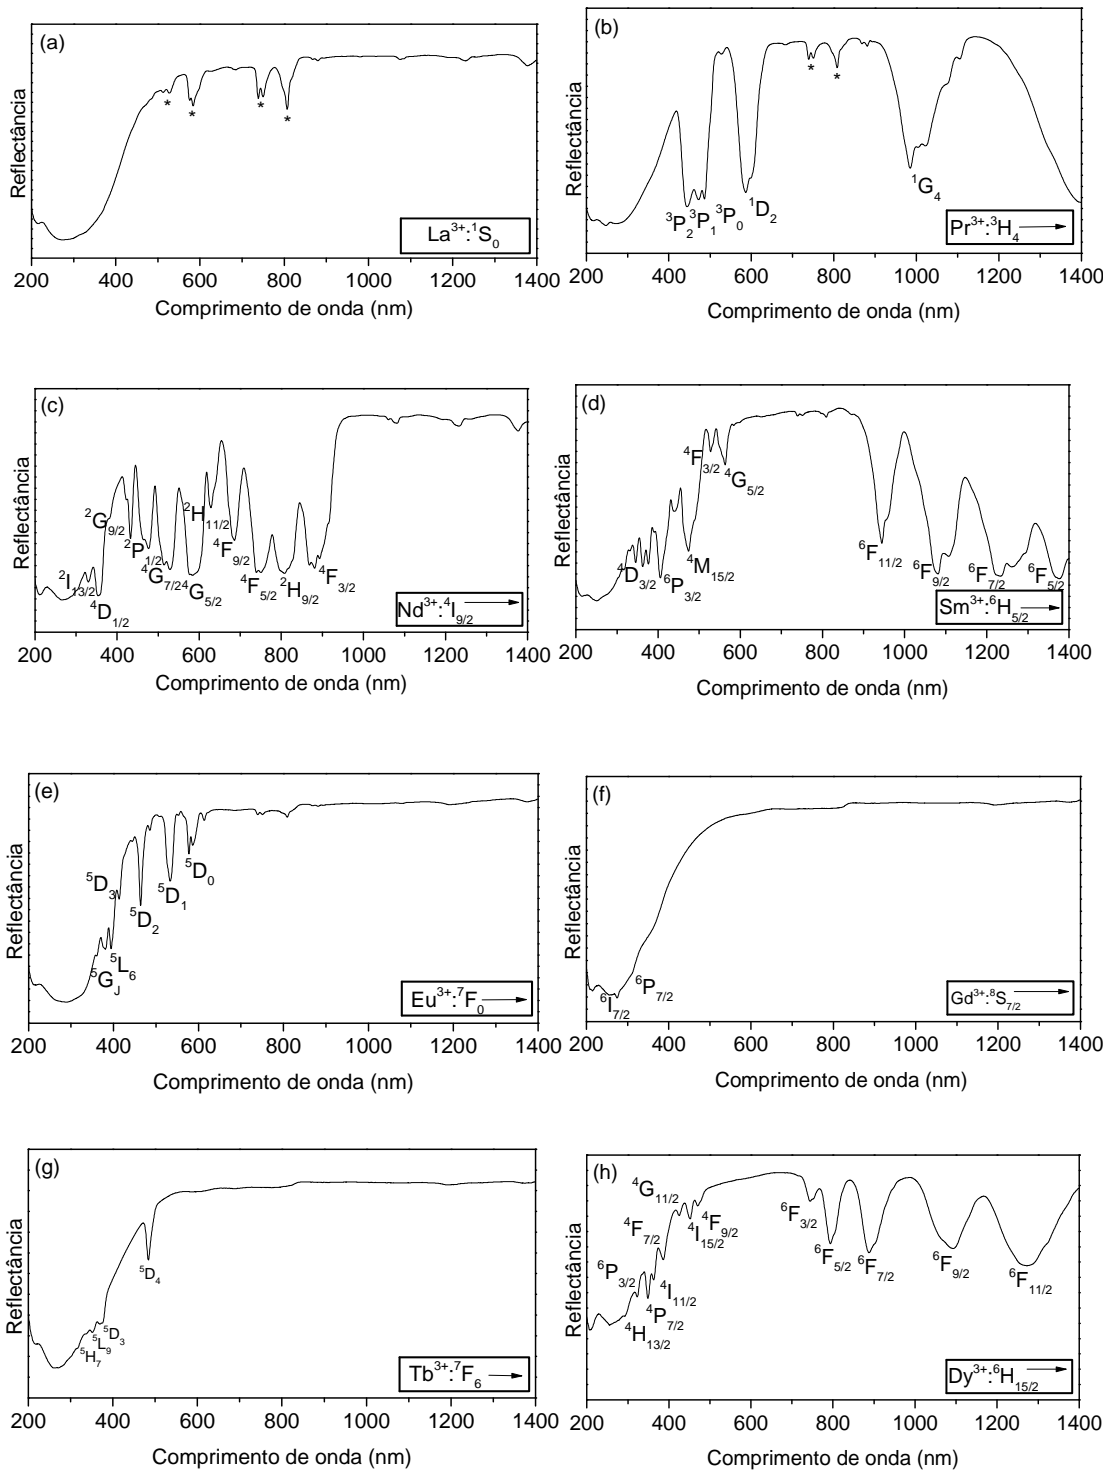 (a)
Reflectância
*
*
*
*
La³⁺:¹S₀
200 400 600 800 1000 1200 1400
Comprimento de onda (nm)
(b)
Reflectância
*
*
³P₂ ³P₁ ³P₀ ¹D₂
¹G₄
Pr³⁺:³H₄
200 400 600 800 1000 1200 1400
Comprimento de onda (nm)
(c)
Reflectância
²G₉/₂
²H₁₁/₂
²P₁/₂
⁴F₉/₂
²I₁₃/₂
⁴G₇/₂
⁴G₅/₂
⁴F₅/₂
²H₉/₂
⁴F₃/₂
⁴D₁/₂
Nd³⁺:⁴I₉/₂
200 400 600 800 1000 1200 1400
Comprimento de onda (nm)
(d)
Reflectância
⁴F₃/₂
⁴G₅/₂
⁶F₁₁/₂
⁴D₃/₂
⁴M₁₅/₂
⁶P₃/₂
⁶F₉/₂
⁶F₇/₂
⁶F₅/₂
Sm³⁺:⁶H₅/₂
200 400 600 800 1000 1200 1400
Comprimento de onda (nm)
(e)
Reflectância
⁵D₀
⁵D₃
⁵D₁
⁵D₂
⁵L₆
⁵G_J
Eu³⁺:⁷F₀
200 400 600 800 1000 1200 1400
Comprimento de onda (nm)
(f)
Reflectância
⁶P₇/₂
⁶I₇/₂
Gd³⁺:⁸S₇/₂
200 400 600 800 1000 1200 1400
Comprimento de onda (nm)
(g)
Reflectância
⁵D₄
⁵D₃
⁵L₉
⁵H₇
Tb³⁺:⁷F₆
200 400 600 800 1000 1200 1400
Comprimento de onda (nm)
(h)
Reflectância
⁴G₁₁/₂
⁴F₉/₂
⁶F₃/₂
⁴F₇/₂
⁴I₁₅/₂
⁶F₅/₂
⁶F₇/₂
⁶F₉/₂
⁶P₃/₂
⁶F₁₁/₂
⁴I₁₁/₂
⁴P₇/₂
⁴H₁₃/₂
Dy³⁺:⁶H₁₅/₂
200 400 600 800 1000 1200 1400
Comprimento de onda (nm)